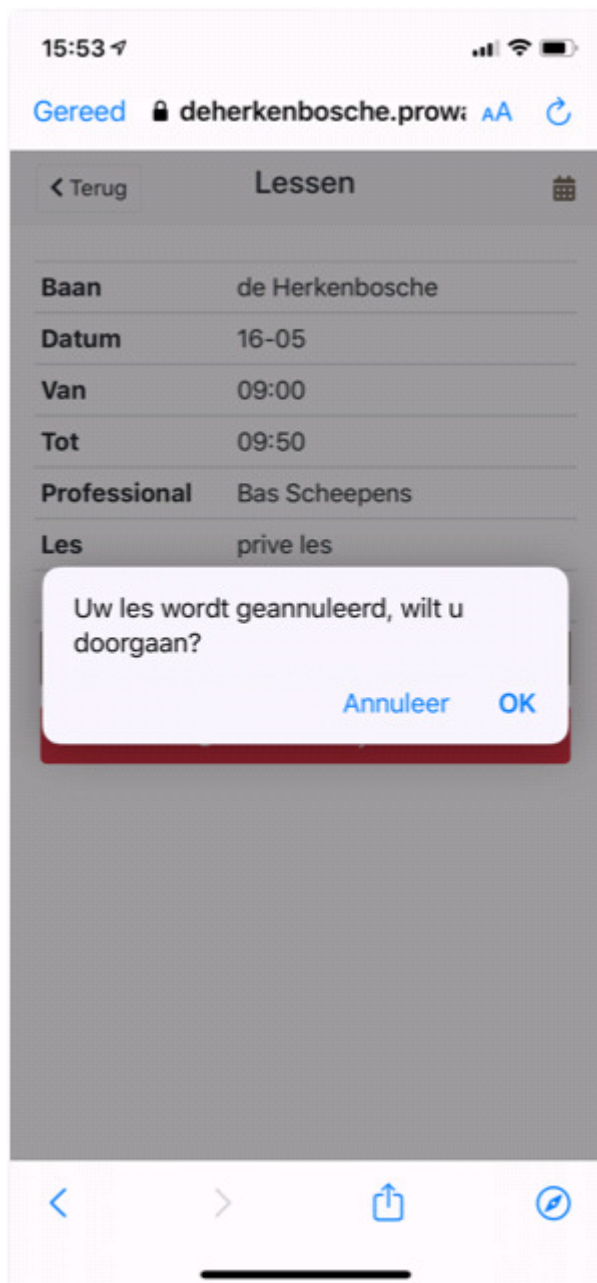 15:53
Gereed deherkenbosche.prowa AA
Terug Lessen
Baan de Herkenbosche
Datum 16-05
Van 09:00
Tot 09:50
Professional Bas Scheepens
Les prive les
Uw les wordt geannuleerd, wilt u
doorgaan?
Annuleer OK